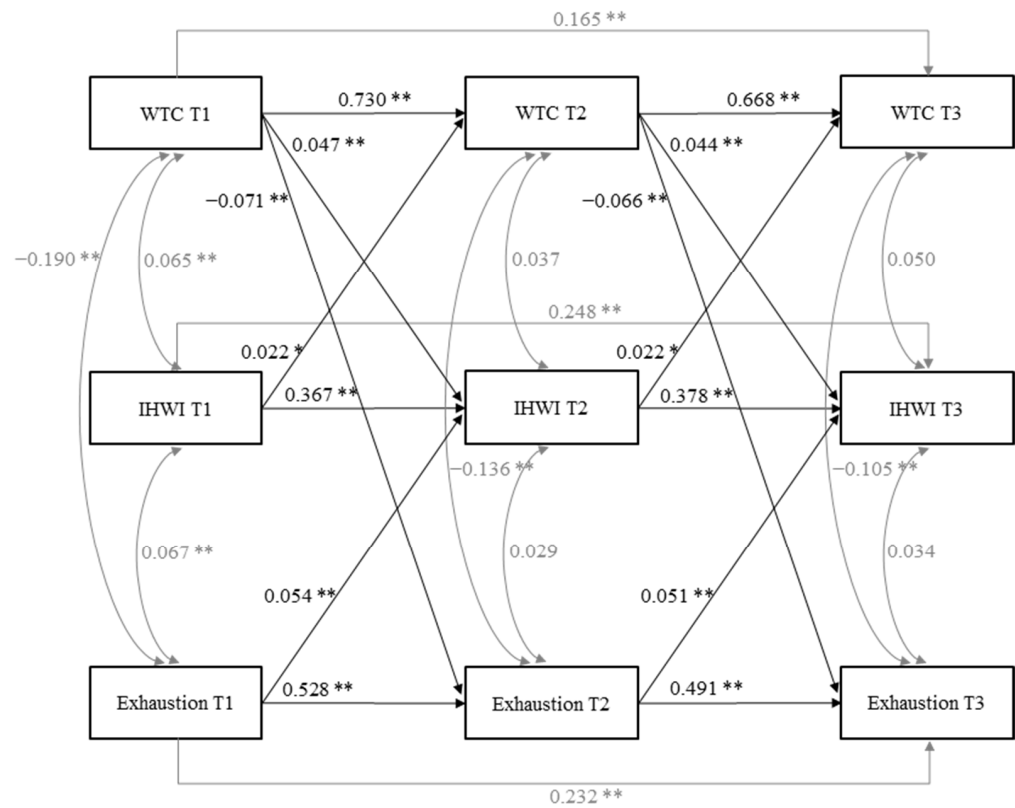 0.165 **
WTC T1
0.730 **
WTC T2
0.668 **
WTC T3
0.047 **
0.044 **
−0.071 **
−0.066 **
−0.190 **
0.065 **
0.037
0.050
0.248 **
0.022 *
0.022 *
IHWI T1
0.367 **
IHWI T2
0.378 **
IHWI T3
−0.136 **
−0.105 **
0.067 **
0.029
0.034
0.054 **
0.051 **
Exhaustion T1
0.528 **
Exhaustion T2
0.491 **
Exhaustion T3
0.232 **